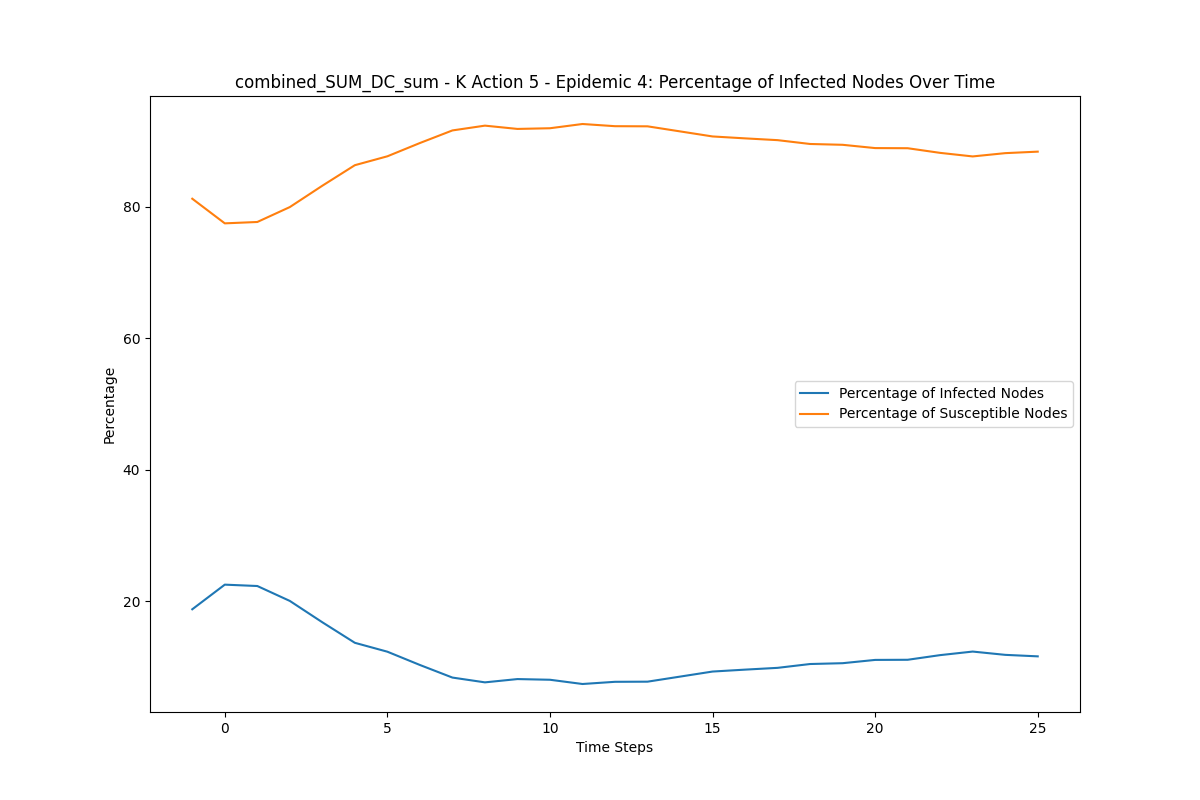 combined_SUM_DC_sum - K Action 5 - Epidemic 4: Percentage of Infected Nodes Over Time
Percentage
80
60
40
20
Percentage of Infected Nodes
Percentage of Susceptible Nodes
0 5 10 15 20 25
Time Steps